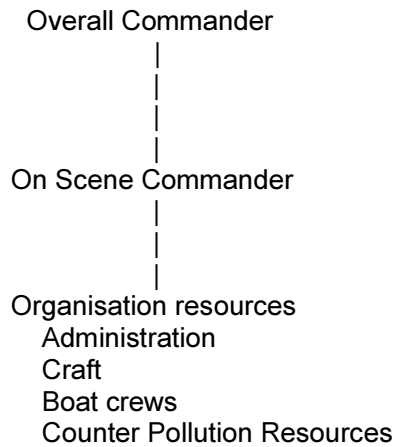 Overall Commander
|
|
|
|
|
On Scene Commander
|
|
|
|
Organisation resources
Administration
Craft
Boat crews
Counter Pollution Resources